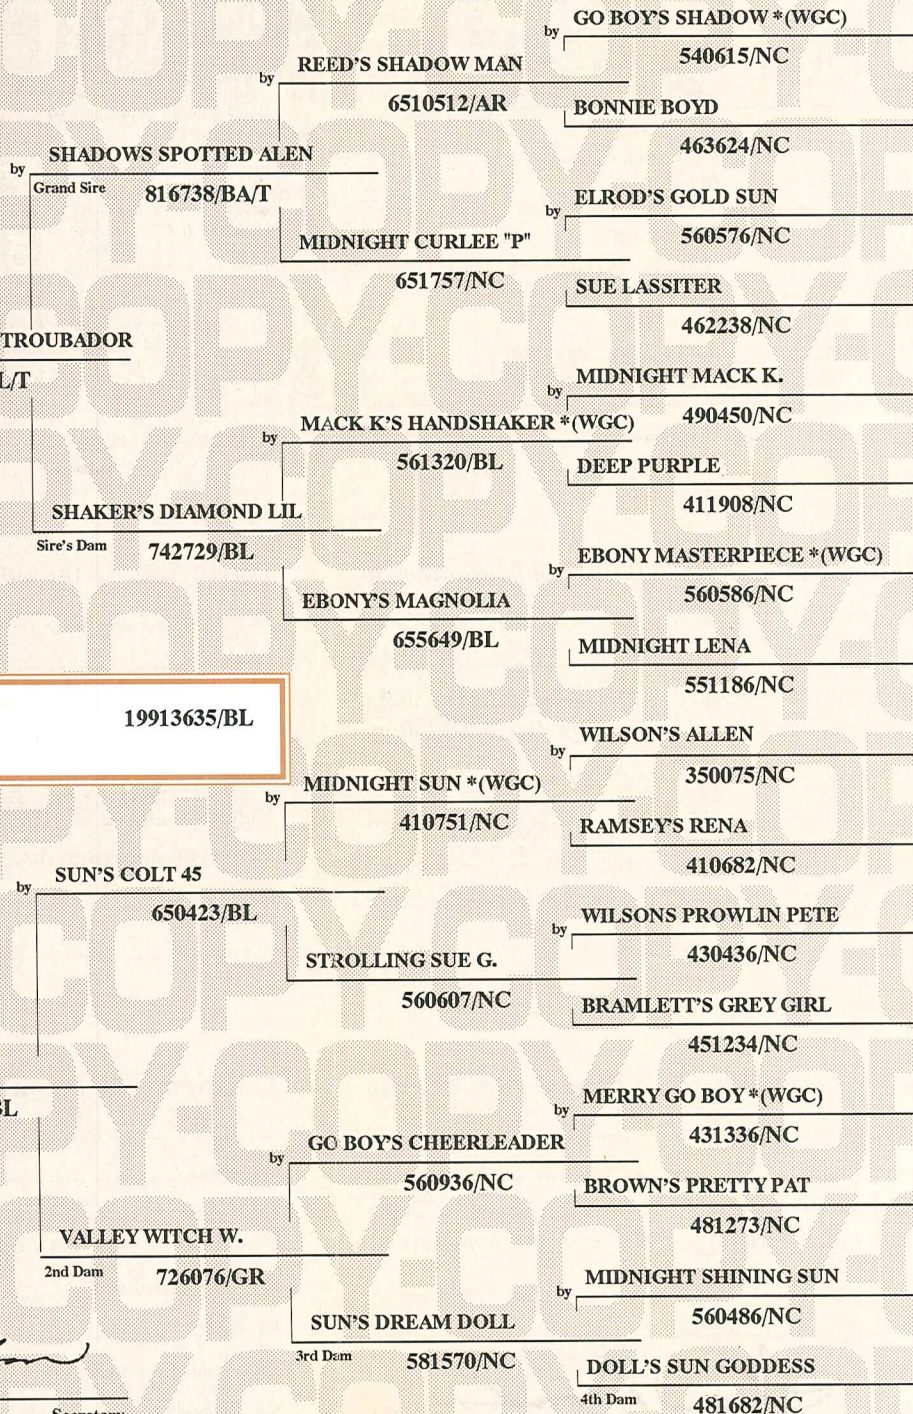 by GO BOY'S SHADOW *(WGC)
540615/NC
by REED'S SHADOW MAN
6510512/AR
BONNIE BOYD
463624/NC
by SHADOWS SPOTTED ALEN
Grand Sire 816738/BA/T
by ELROD'S GOLD SUN
560576/NC
MIDNIGHT CURLEE "P"
651757/NC
SUE LASSITER
462238/NC
TROUBADOR
L/T
by MIDNIGHT MACK K.
490450/NC
by MACK K'S HANDSHAKER *(WGC)
561320/BL
DEEP PURPLE
411908/NC
SHAKER'S DIAMOND LIL
Sire's Dam 742729/BL
by EBONY MASTERPIECE *(WGC)
560586/NC
EBONY'S MAGNOLIA
655649/BL
MIDNIGHT LENA
551186/NC
19913635/BL
by WILSON'S ALLEN
350075/NC
by MIDNIGHT SUN *(WGC)
410751/NC
RAMSEY'S RENA
410682/NC
by SUN'S COLT 45
650423/BL
by WILSONS PROWLIN PETE
430436/NC
STROLLING SUE G.
560607/NC
BRAMLETT'S GREY GIRL
451234/NC
BL
by MERRY GO BOY *(WGC)
431336/NC
by GO BOY'S CHEERLEADER
560936/NC
BROWN'S PRETTY PAT
481273/NC
VALLEY WITCH W.
2nd Dam 726076/GR
by MIDNIGHT SHINING SUN
560486/NC
SUN'S DREAM DOLL
3rd Dam 581570/NC
DOLL'S SUN GODDESS
4th Dam 481682/NC
Secretary
COPY-COPY-COPY